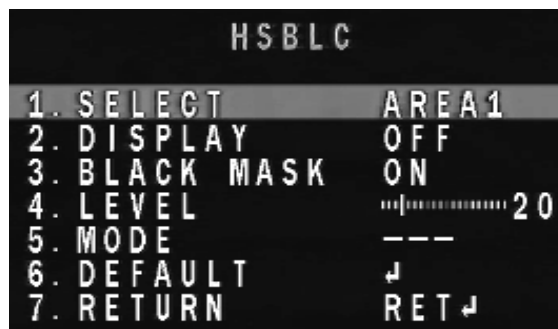 HSBLC
1. SELECT AREA1
2. DISPLAY OFF
3. BLACK MASK ON
4. LEVEL 20
5. MODE ---
6. DEFAULT ↲
7. RETURN RET↲